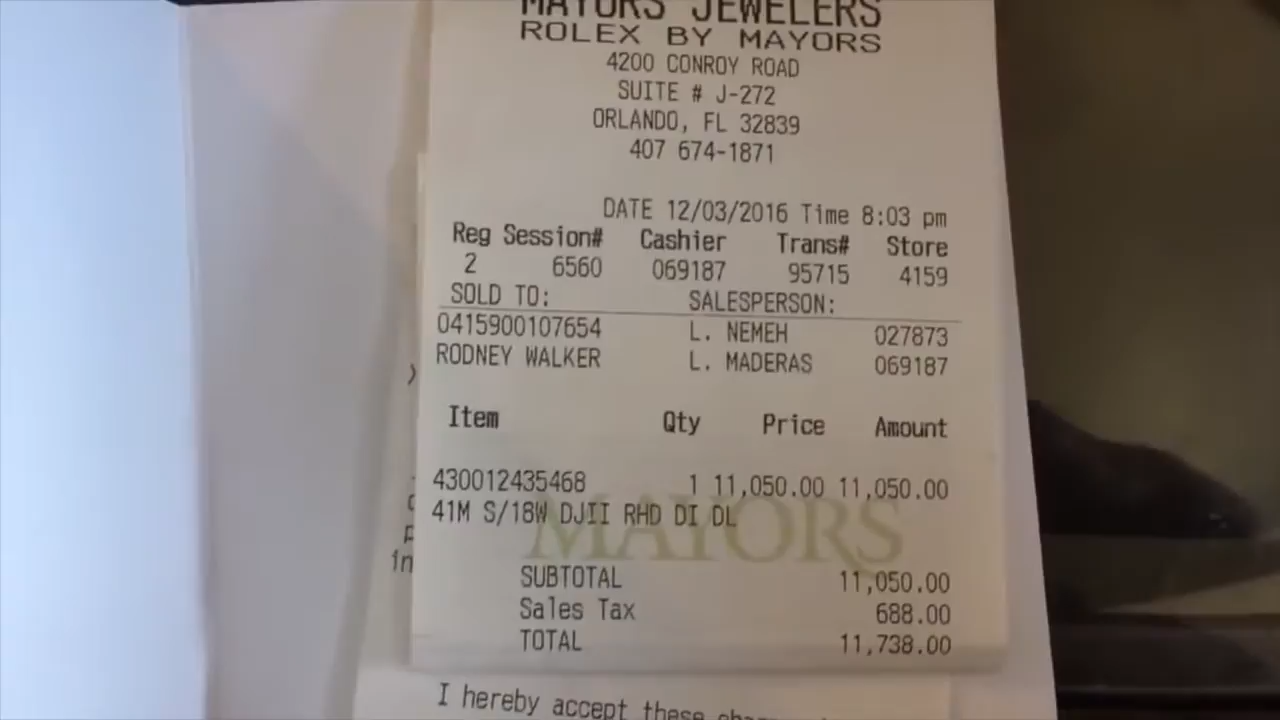 MAYORS JEWELERS
ROLEX BY MAYORS
4200 CONROY ROAD
SUITE # J-272
ORLANDO, FL 32839
407 674-1871
DATE 12/03/2016 Time 8:03 pm
Reg Session# Cashier Trans# Store
2 6560 069187 95715 4159
SOLD TO: SALESPERSON:
0415900107654 L. NEMEH 027873
RODNEY WALKER L. MADERAS 069187
Item Qty Price Amount
430012435468 1 11,050.00 11,050.00
41M S/18W DJII RHD DI DL
MAYORS
SUBTOTAL 11,050.00
Sales Tax 688.00
TOTAL 11,738.00
in
I hereby accept these